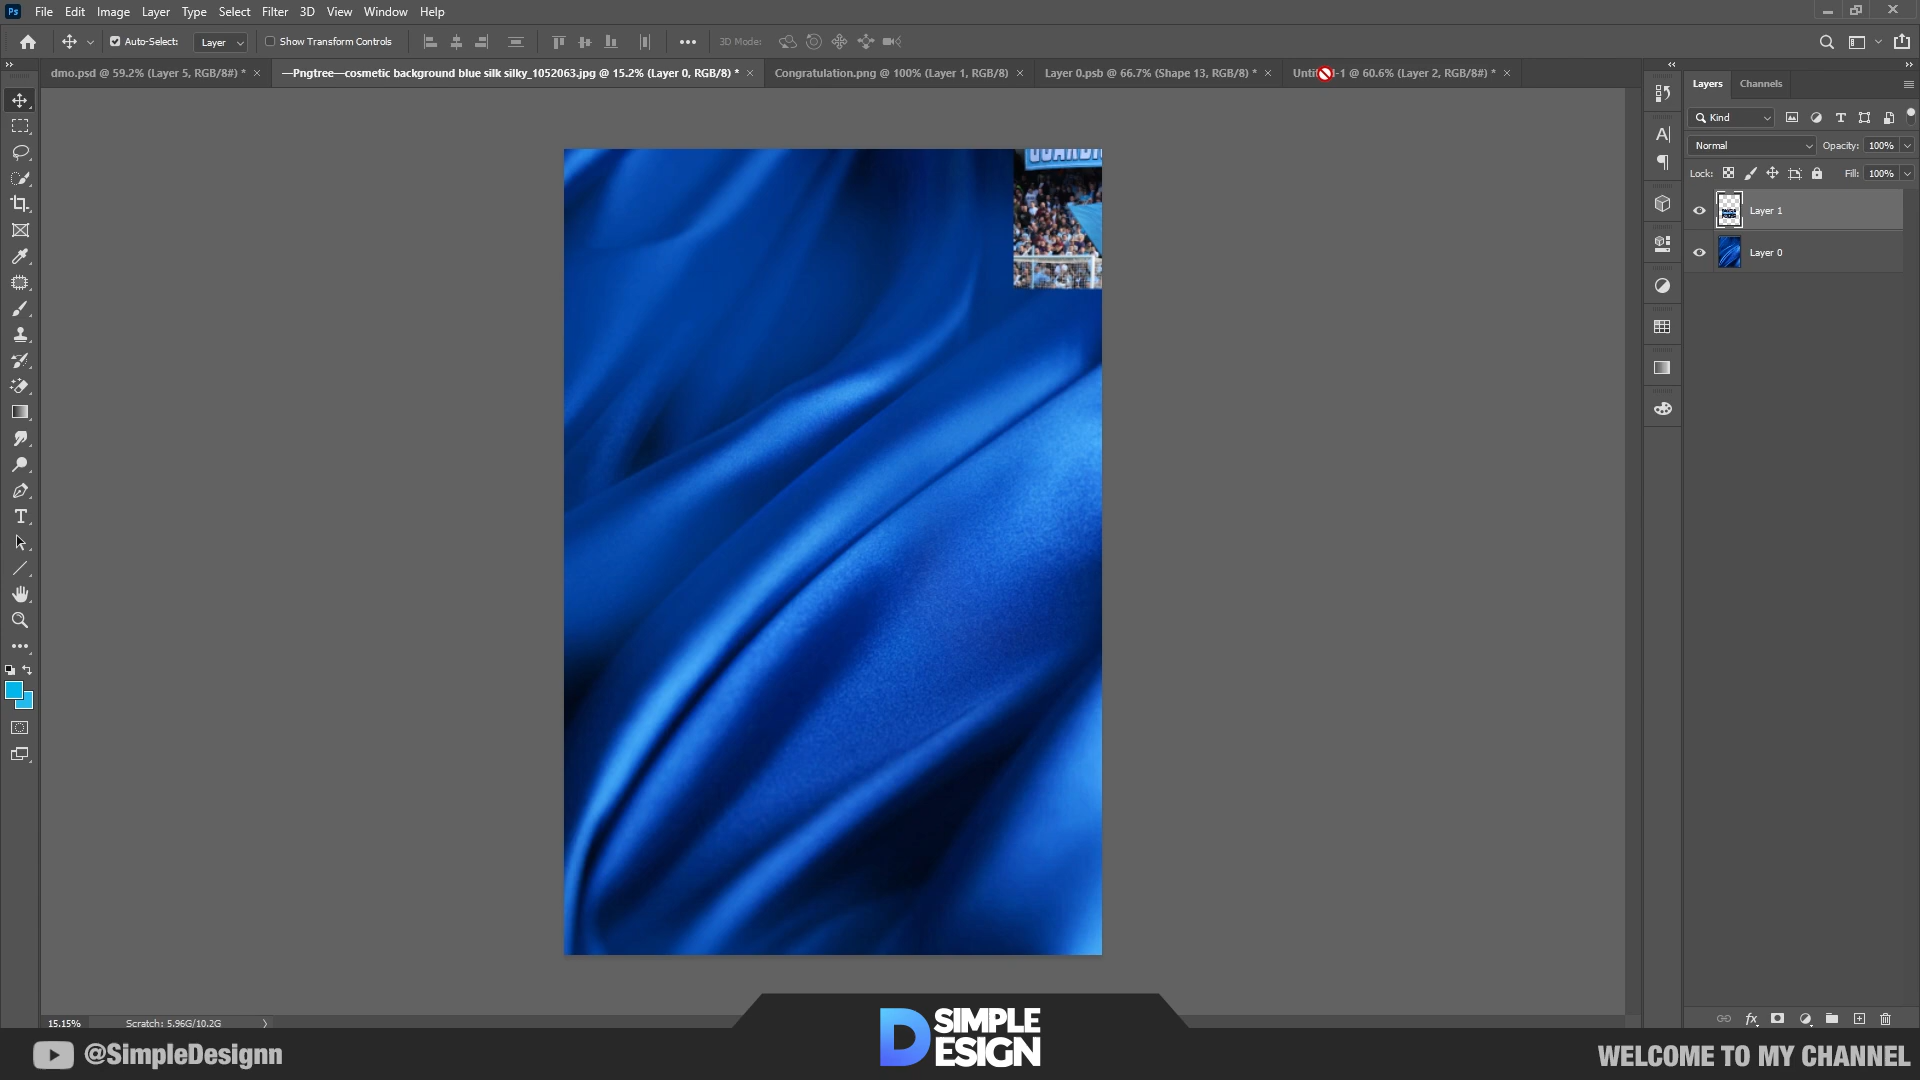 Ps File Edit Image Layer Type Select Filter 3D View Window Help
Auto-Select: Layer Show Transform Controls 3D Mode:
dmo.psd @ 59.2% (Layer 5, RGB/8#) *
—Pngtree—cosmetic background blue silk silky_1052063.jpg @ 15.2% (Layer 0, RGB/8) *
Congratulation.png @ 100% (Layer 1, RGB/8)
Layer 0.psb @ 66.7% (Shape 13, RGB/8) *
@ 60.6% (Layer 2, RGB/8#) *
Layers Channels
Kind
Normal Opacity: 100%
Lock: Fill: 100%
Layer 1
Layer 0
15.15% Scratch: 5.96G/10.2G
@SimpleDesignn
SIMPLE
DESIGN
WELCOME TO MY CHANNEL